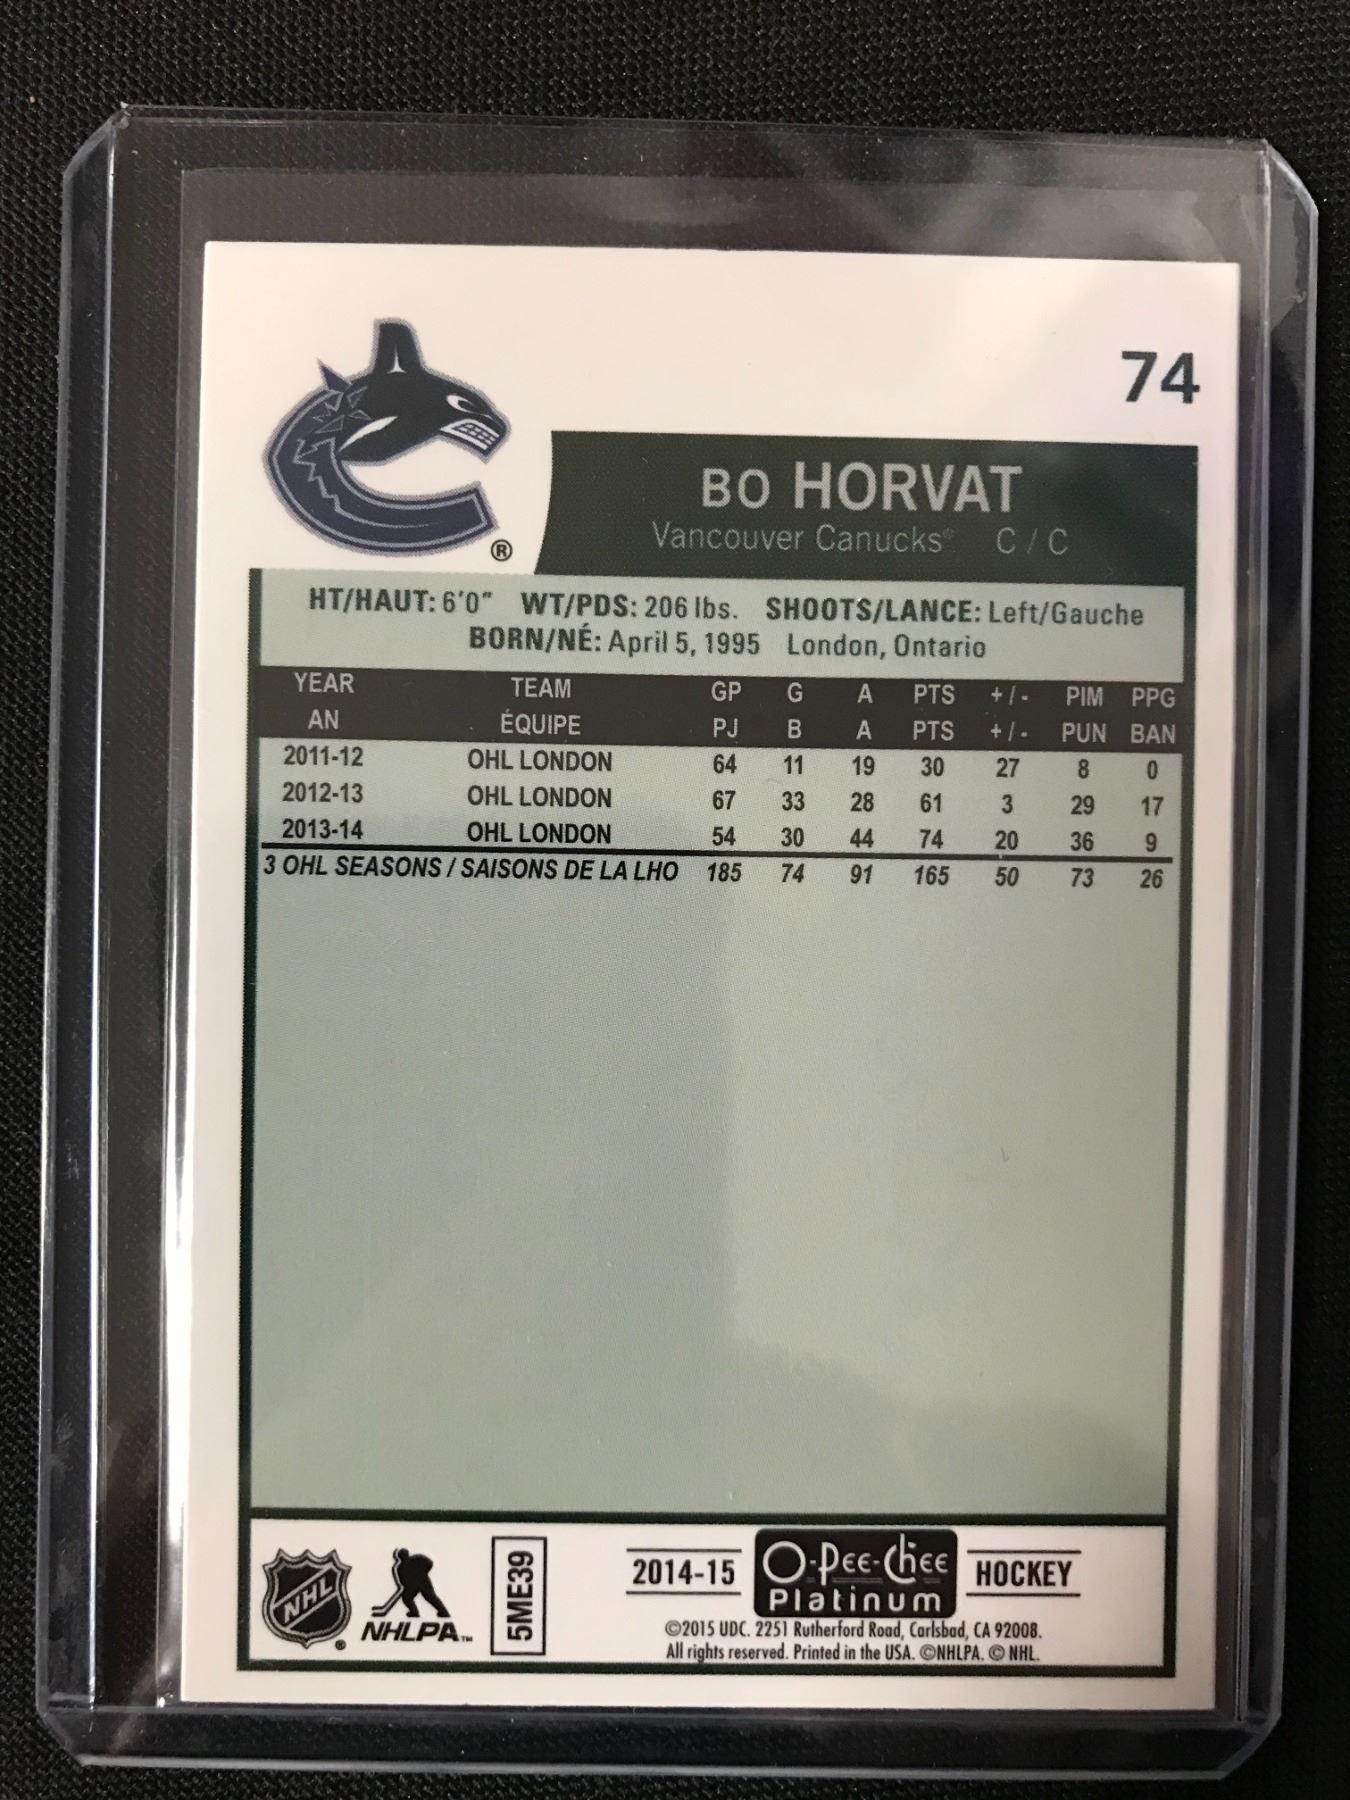 74
BO HORVAT
Vancouver Canucks® C / C
®
HT/HAUT: 6'0" WT/PDS: 206 lbs. SHOOTS/LANCE: Left/Gauche
BORN/NÉ: April 5, 1995 London, Ontario
YEAR TEAM GP G A PTS +/- PIM PPG
AN ÉQUIPE PJ B A PTS +/- PUN BAN
2011-12 OHL LONDON 64 11 19 30 27 8 0
2012-13 OHL LONDON 67 33 28 61 3 29 17
2013-14 OHL LONDON 54 30 44 74 20 36 9
3 OHL SEASONS / SAISONS DE LA LHO 185 74 91 165 50 73 26
NHL®
NHLPA™
5ME39
2014-15 O-Pee-Chee HOCKEY
Platinum
©2015 UDC. 2251 Rutherford Road, Carlsbad, CA 92008.
All rights reserved. Printed in the USA. ©NHLPA. © NHL.